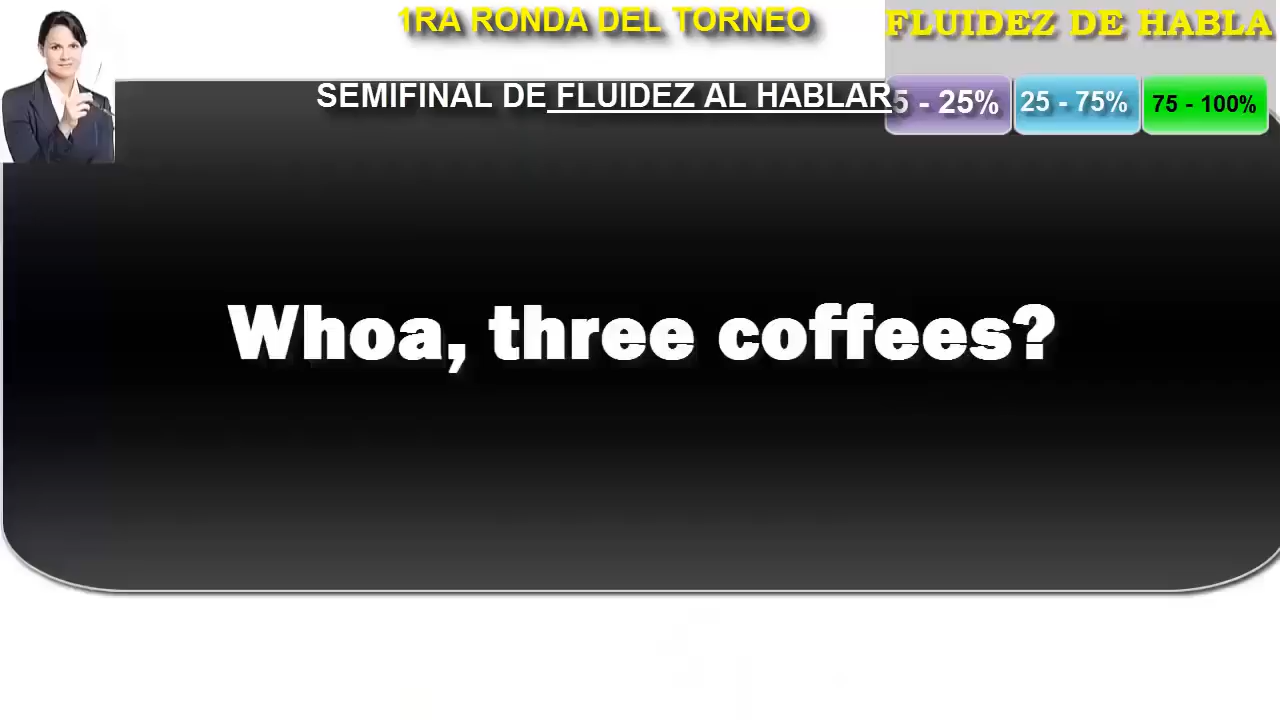 1RA RONDA DEL TORNEO
FLUIDEZ DE HABLA
SEMIFINAL DE FLUIDEZ AL HABLAR
5 - 25%
25 - 75%
75 - 100%
Whoa, three coffees?